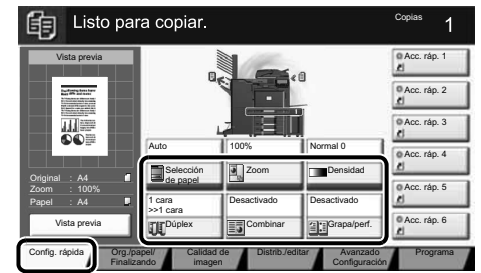 Listo para copiar.
Copias 1
Vista previa
Original : A4
Zoom : 100%
Papel : A4
Vista previa
Auto
100%
Normal 0
Selección
de papel
Zoom
Densidad
1 cara
>>1 cara
Desactivado
Desactivado
Dúplex
Combinar
Grapa/perf.
Acc. ráp. 1
Acc. ráp. 2
Acc. ráp. 3
Acc. ráp. 4
Acc. ráp. 5
Acc. ráp. 6
Config. rápida
Org./papel/
Finalizando
Calidad de
imagen
Distrib./editar
Avanzado
Configuración
Programa